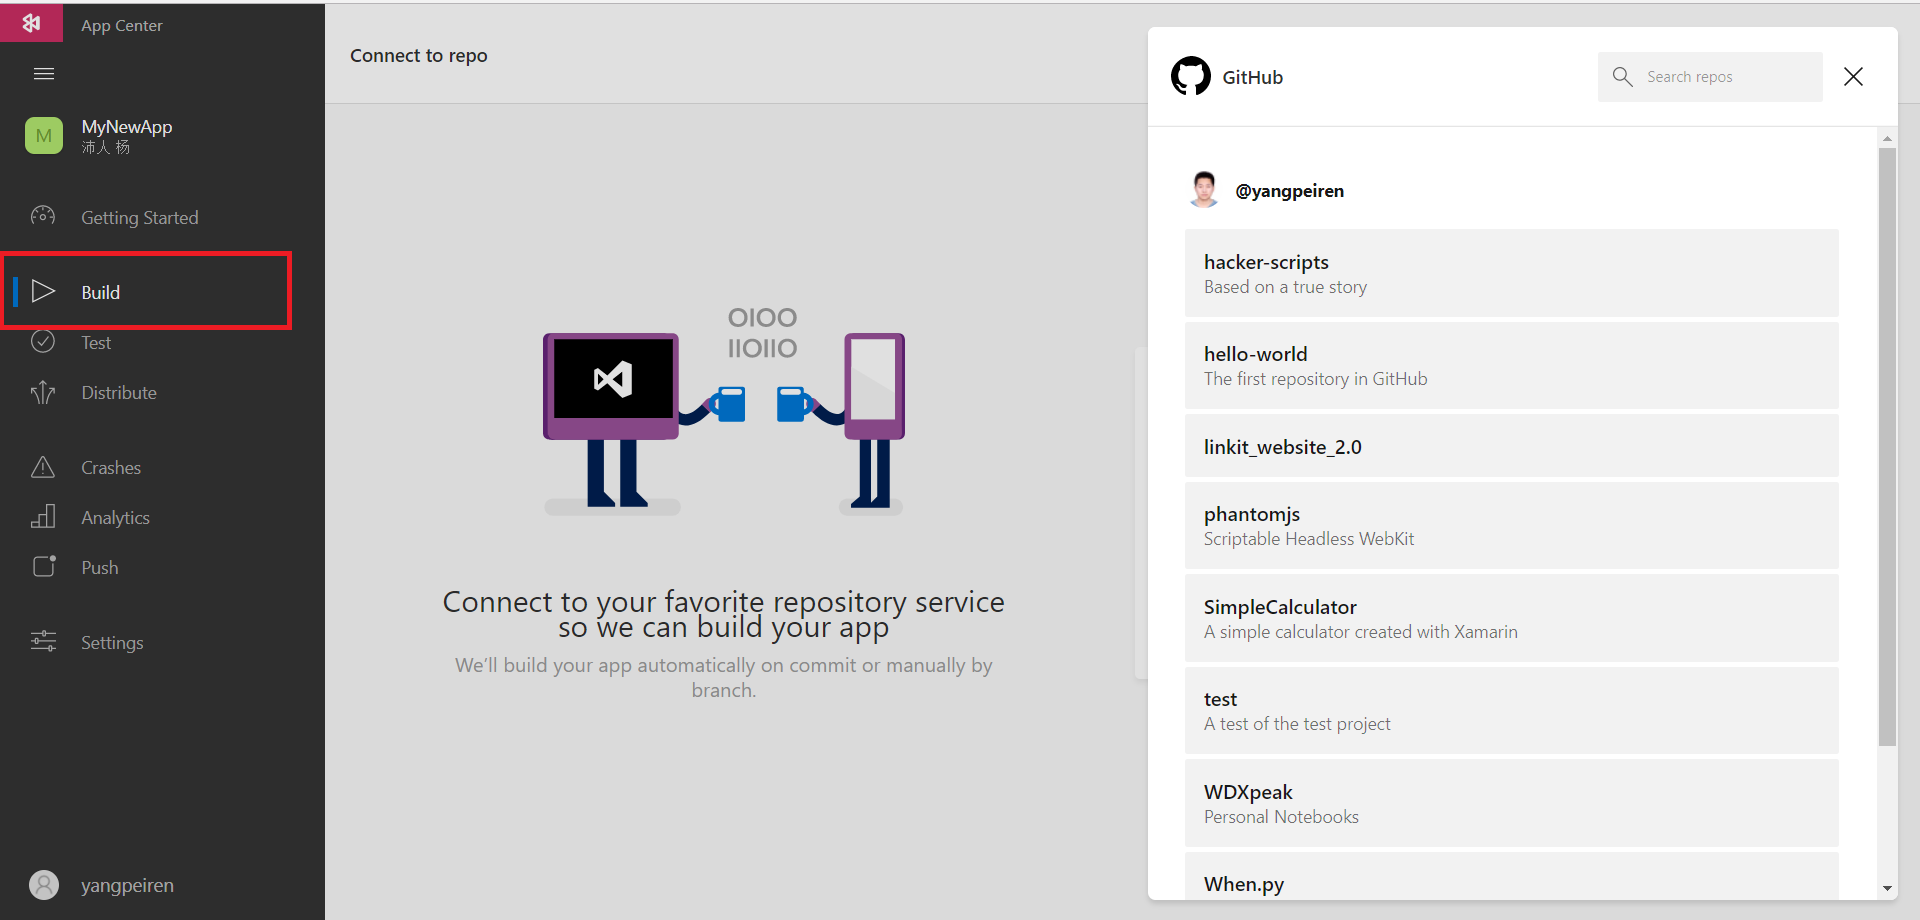 App Center
M
MyNewApp
沛人 杨
Getting Started
Build
Test
Distribute
Crashes
Analytics
Push
Settings
yangpeiren
Connect to repo
OIOO
IIOIIO
Connect to your favorite repository service
so we can build your app
We'll build your app automatically on commit or manually by
branch.
GitHub
Search repos
@yangpeiren
hacker-scripts
Based on a true story
hello-world
The first repository in GitHub
linkit_website_2.0
phantomjs
Scriptable Headless WebKit
SimpleCalculator
A simple calculator created with Xamarin
test
A test of the test project
WDXpeak
Personal Notebooks
When.py